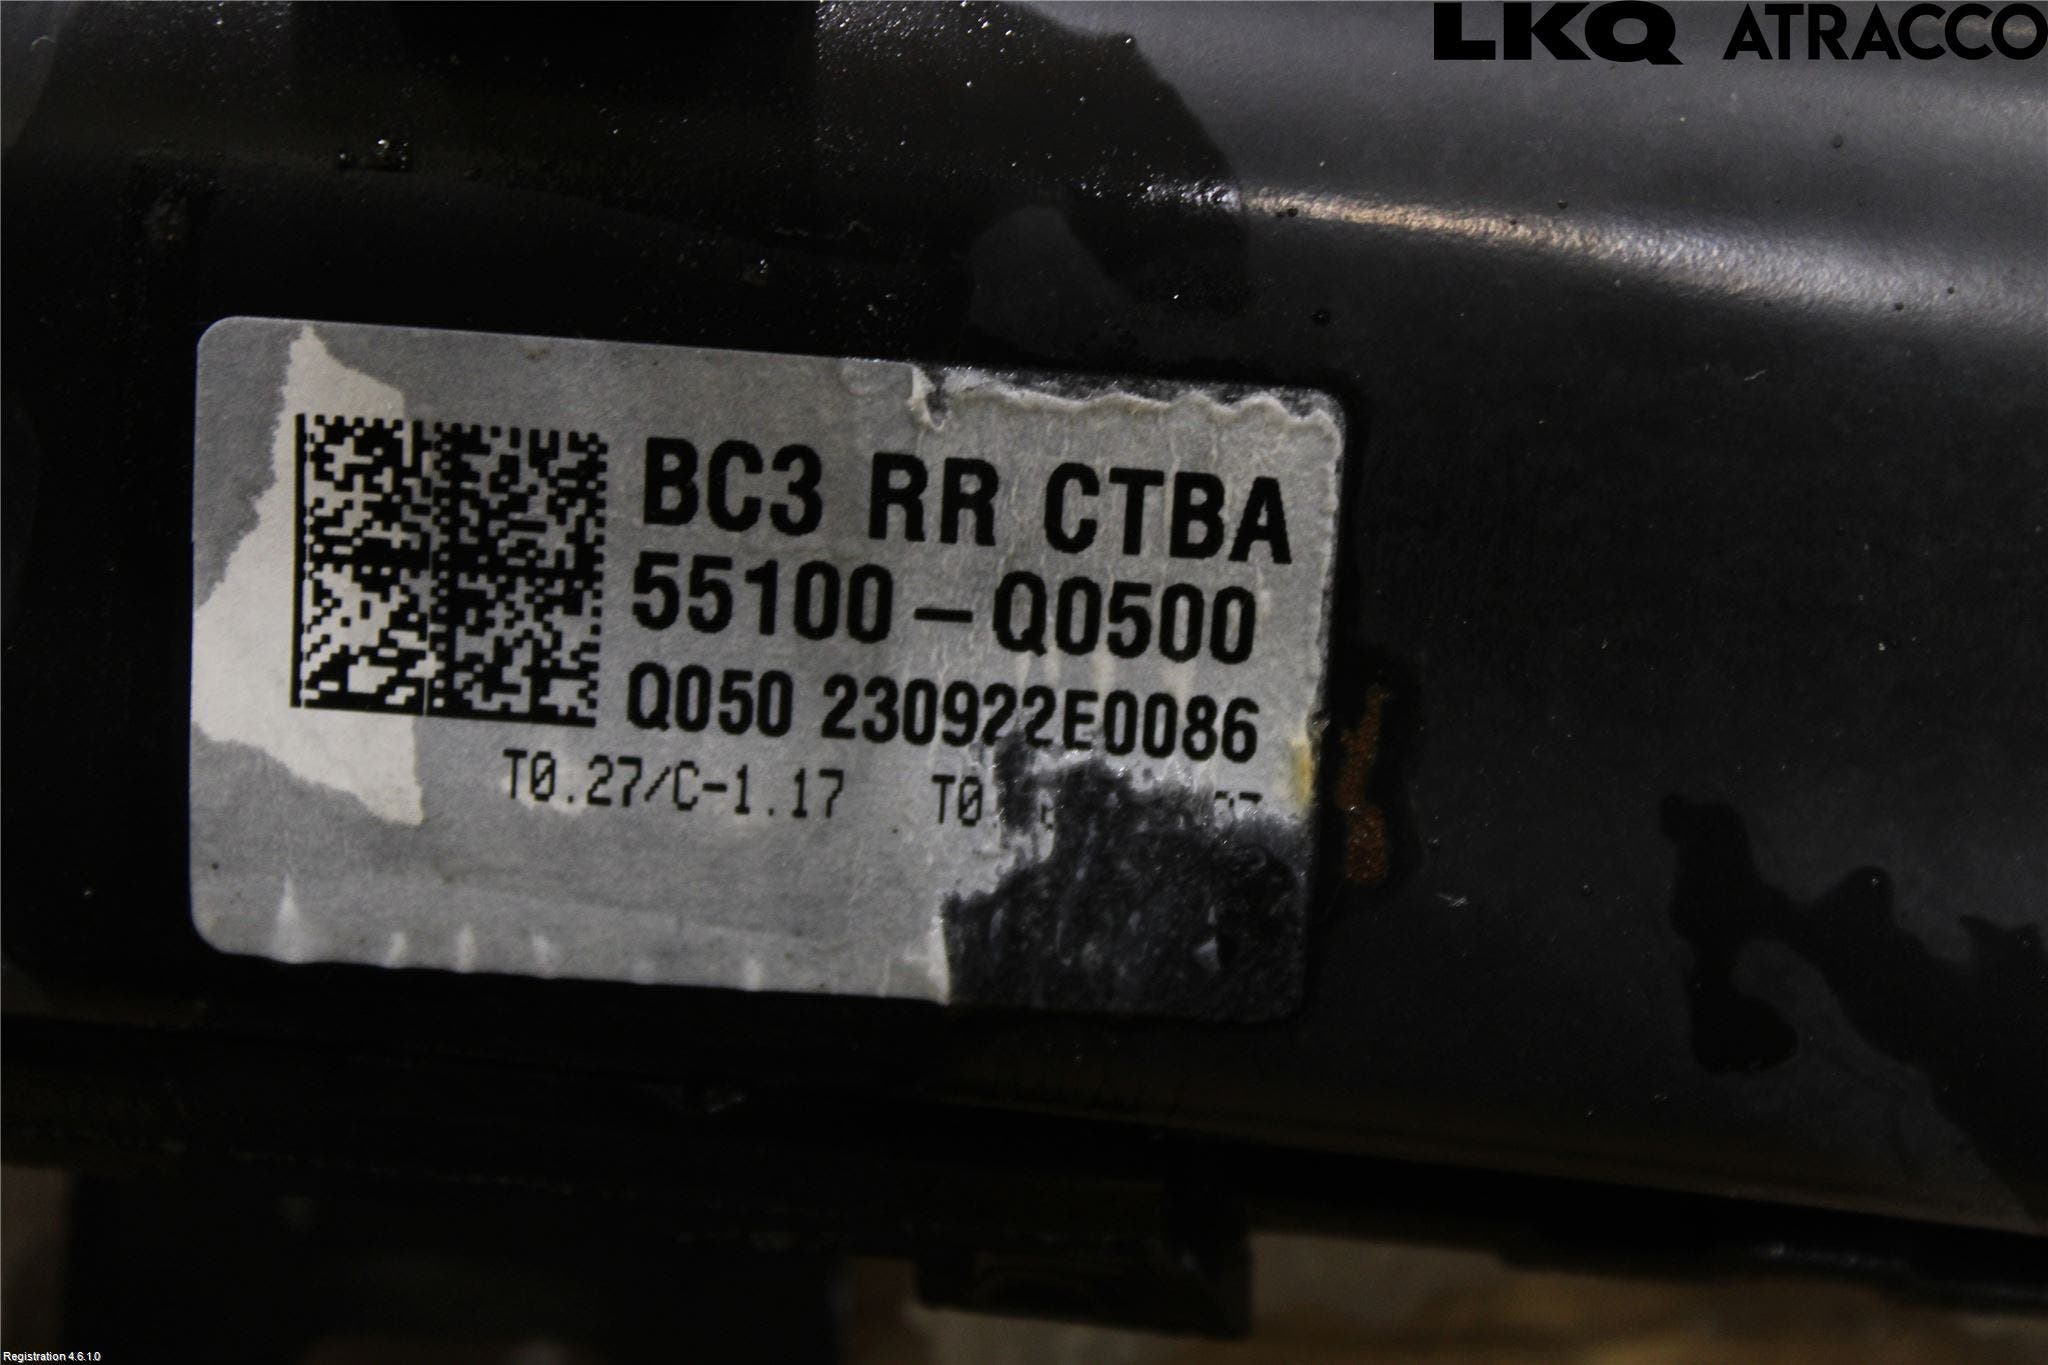 LKQ ATRACCO
BC3 RR CTBA
55100-Q0500
Q050 230922E0086
T0.27/C-1.17 T0.
Registration 4.6.1.0